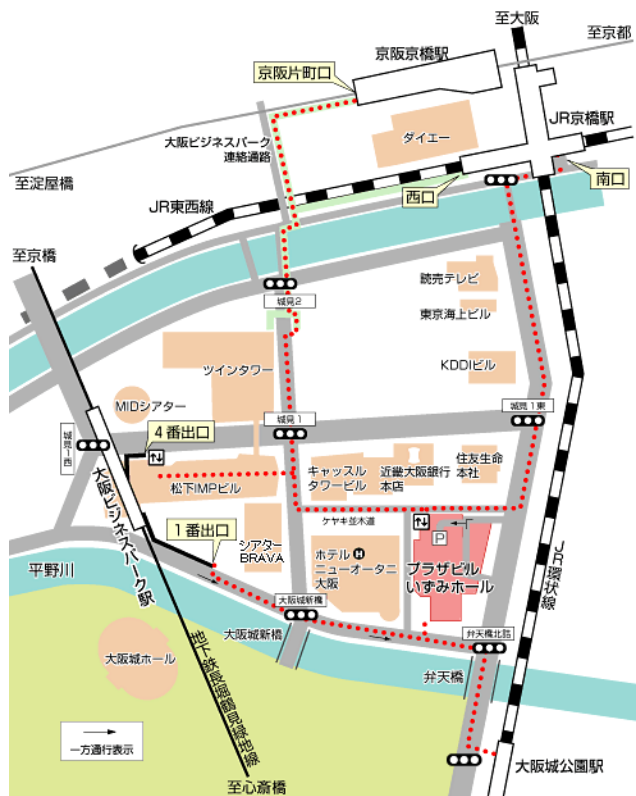 至大阪
至京都
京阪京橋駅
京阪片町口
JR京橋駅
ダイエー
大阪ビジネスパーク
連絡通路
至淀屋橋
西口
南口
JR東西線
至京橋
読売テレビ
城見2
東京海上ビル
ツインタワー
KDDIビル
MIDシアター
城見1東
城見1
4番出口
城見1西
キャッスル
タワービル
近畿大阪銀行
本店
住友生命
本社
松下IMPビル
大阪ビジネスパーク駅
ケヤキ並木道
1番出口
シアター
BRAVA
P
ホテル H
ニューオータニ
大阪
プラザビル
いずみホール
JR環状線
平野川
大阪城新橋
大阪城新橋
弁天橋北詰
大阪城ホール
弁天橋
地下鉄長堀鶴見緑地線
一方通行表示
大阪城公園駅
至心斎橋